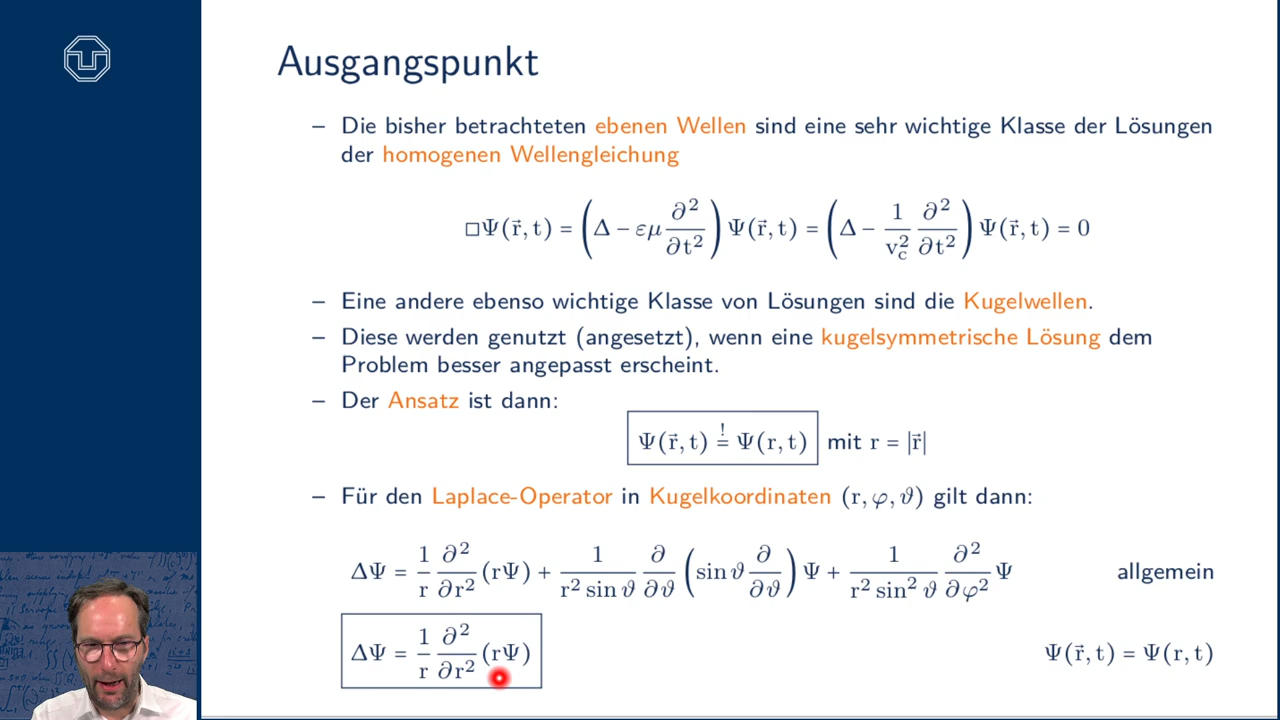 Ausgangspunkt
– Die bisher betrachteten ebenen Wellen sind eine sehr wichtige Klasse der Lösungen
der homogenen Wellengleichung
□Ψ(r⃗, t) = (Δ − εμ ∂²/∂t²) Ψ(r⃗, t) = (Δ − 1/v_c² ∂²/∂t²) Ψ(r⃗, t) = 0
– Eine andere ebenso wichtige Klasse von Lösungen sind die Kugelwellen.
– Diese werden genutzt (angesetzt), wenn eine kugelsymmetrische Lösung dem
Problem besser angepasst erscheint.
– Der Ansatz ist dann:
Ψ(r⃗, t) =! Ψ(r, t) mit r = |r⃗|
– Für den Laplace-Operator in Kugelkoordinaten (r, φ, ϑ) gilt dann:
ΔΨ = 1/r ∂²/∂r² (rΨ) + 1/(r² sin ϑ) ∂/∂ϑ (sin ϑ ∂/∂ϑ) Ψ + 1/(r² sin² ϑ) ∂²/∂φ² Ψ allgemein
ΔΨ = 1/r ∂²/∂r² (rΨ) Ψ(r⃗, t) = Ψ(r, t)